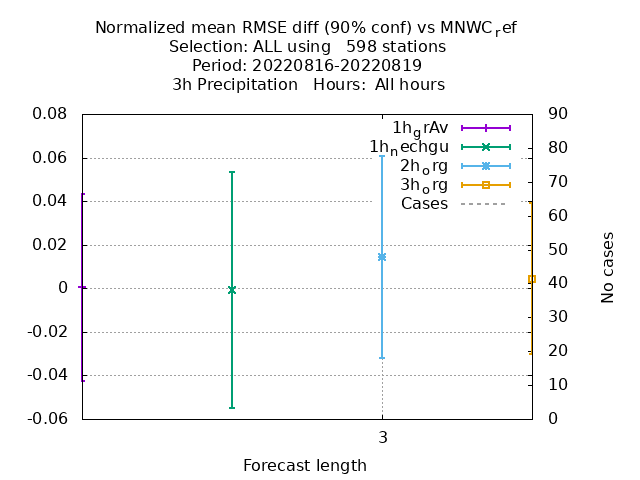 Normalized mean RMSE diff (90% conf) vs MNWC_ref
Selection: ALL using 598 stations
Period: 20220816-20220819
3h Precipitation Hours: All hours
0.08
0.06
0.04
0.02
0
-0.02
-0.04
-0.06
1h_grAv
1h_nechgu
2h_org
3h_org
Cases
90
80
70
60
50
40
30
20
10
0
No cases
3
Forecast length